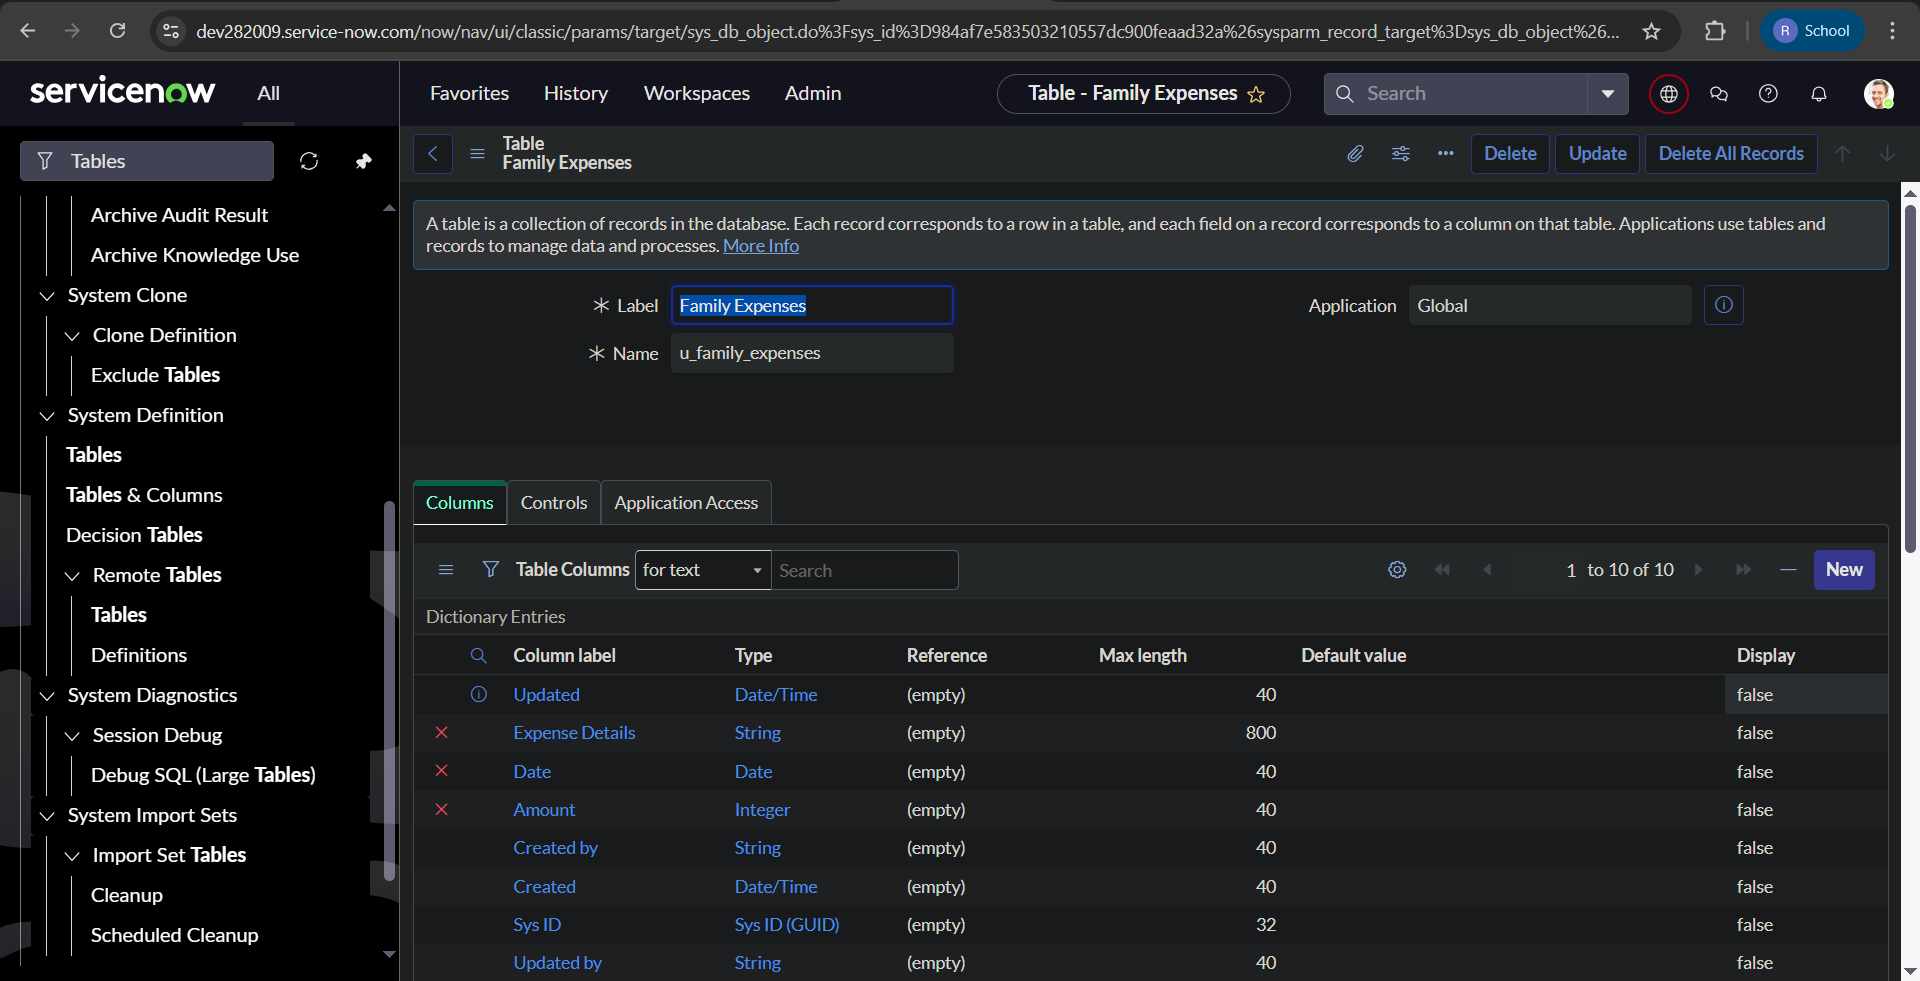 dev282009.service-now.com/now/nav/ui/classic/params/target/sys_db_object.do%3Fsys_id%3D984af7e583503210557dc900feaad32a%26sysparm_record_target%3Dsys_db_object%26...
R School
servicenow
All
Favorites History Workspaces Admin
Table - Family Expenses
Search
Tables
Archive Audit Result
Archive Knowledge Use
System Clone
Clone Definition
Exclude Tables
System Definition
Tables
Tables & Columns
Decision Tables
Remote Tables
Tables
Definitions
System Diagnostics
Session Debug
Debug SQL (Large Tables)
System Import Sets
Import Set Tables
Cleanup
Scheduled Cleanup
Table
Family Expenses
Delete Update Delete All Records
A table is a collection of records in the database. Each record corresponds to a row in a table, and each field on a record corresponds to a column on that table. Applications use tables and
records to manage data and processes. More Info
Label Family Expenses
Application Global
Name u_family_expenses
Columns Controls Application Access
Table Columns for text Search 1 to 10 of 10 New
Dictionary Entries
Column label Type Reference Max length Default value Display
Updated Date/Time (empty) 40 false
Expense Details String (empty) 800 false
Date Date (empty) 40 false
Amount Integer (empty) 40 false
Created by String (empty) 40 false
Created Date/Time (empty) 40 false
Sys ID Sys ID (GUID) (empty) 32 false
Updated by String (empty) 40 false